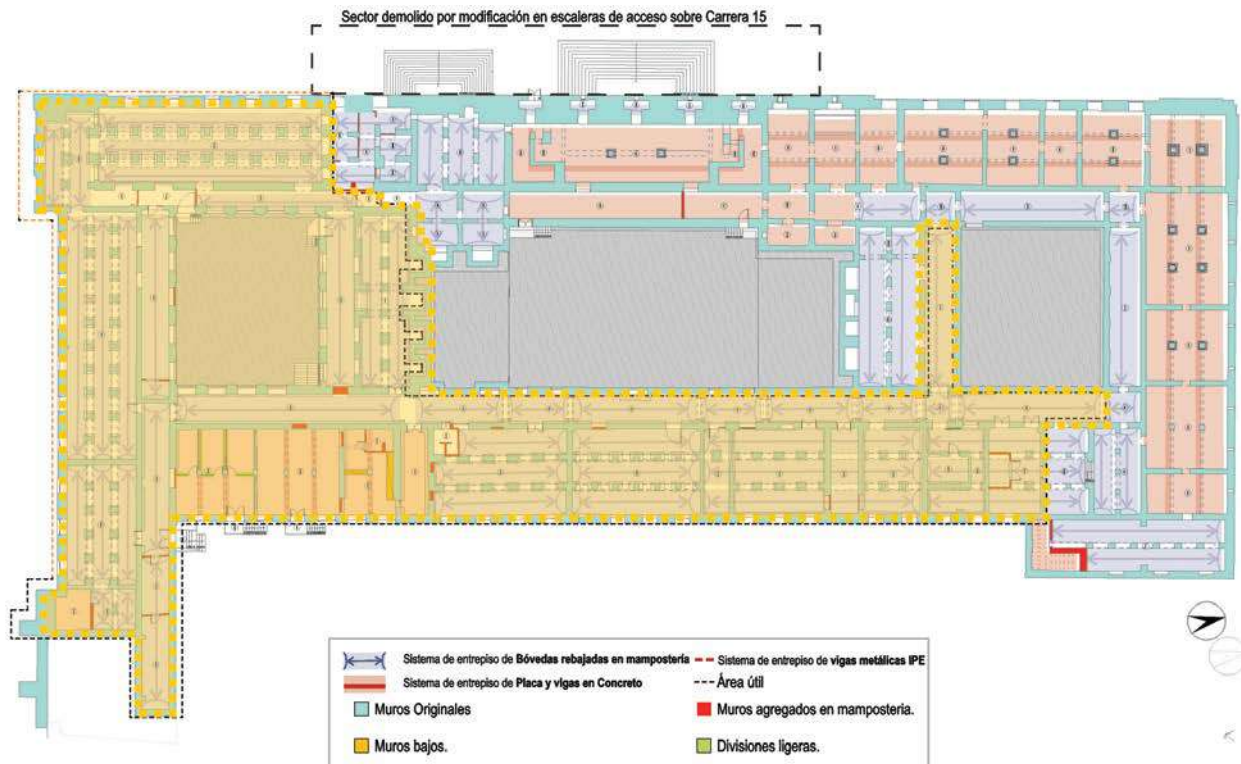 Sector demolido por modificación en escaleras de acceso sobre Carrera 15
Sistema de entrepiso de Bóvedas rebajadas en mampostería
Sistema de entrepiso de vigas metálicas IPE
Sistema de entrepiso de Placa y vigas en Concreto
Área útil
Muros Originales
Muros agregados en mamposteria.
Muros bajos.
Divisiones ligeras.